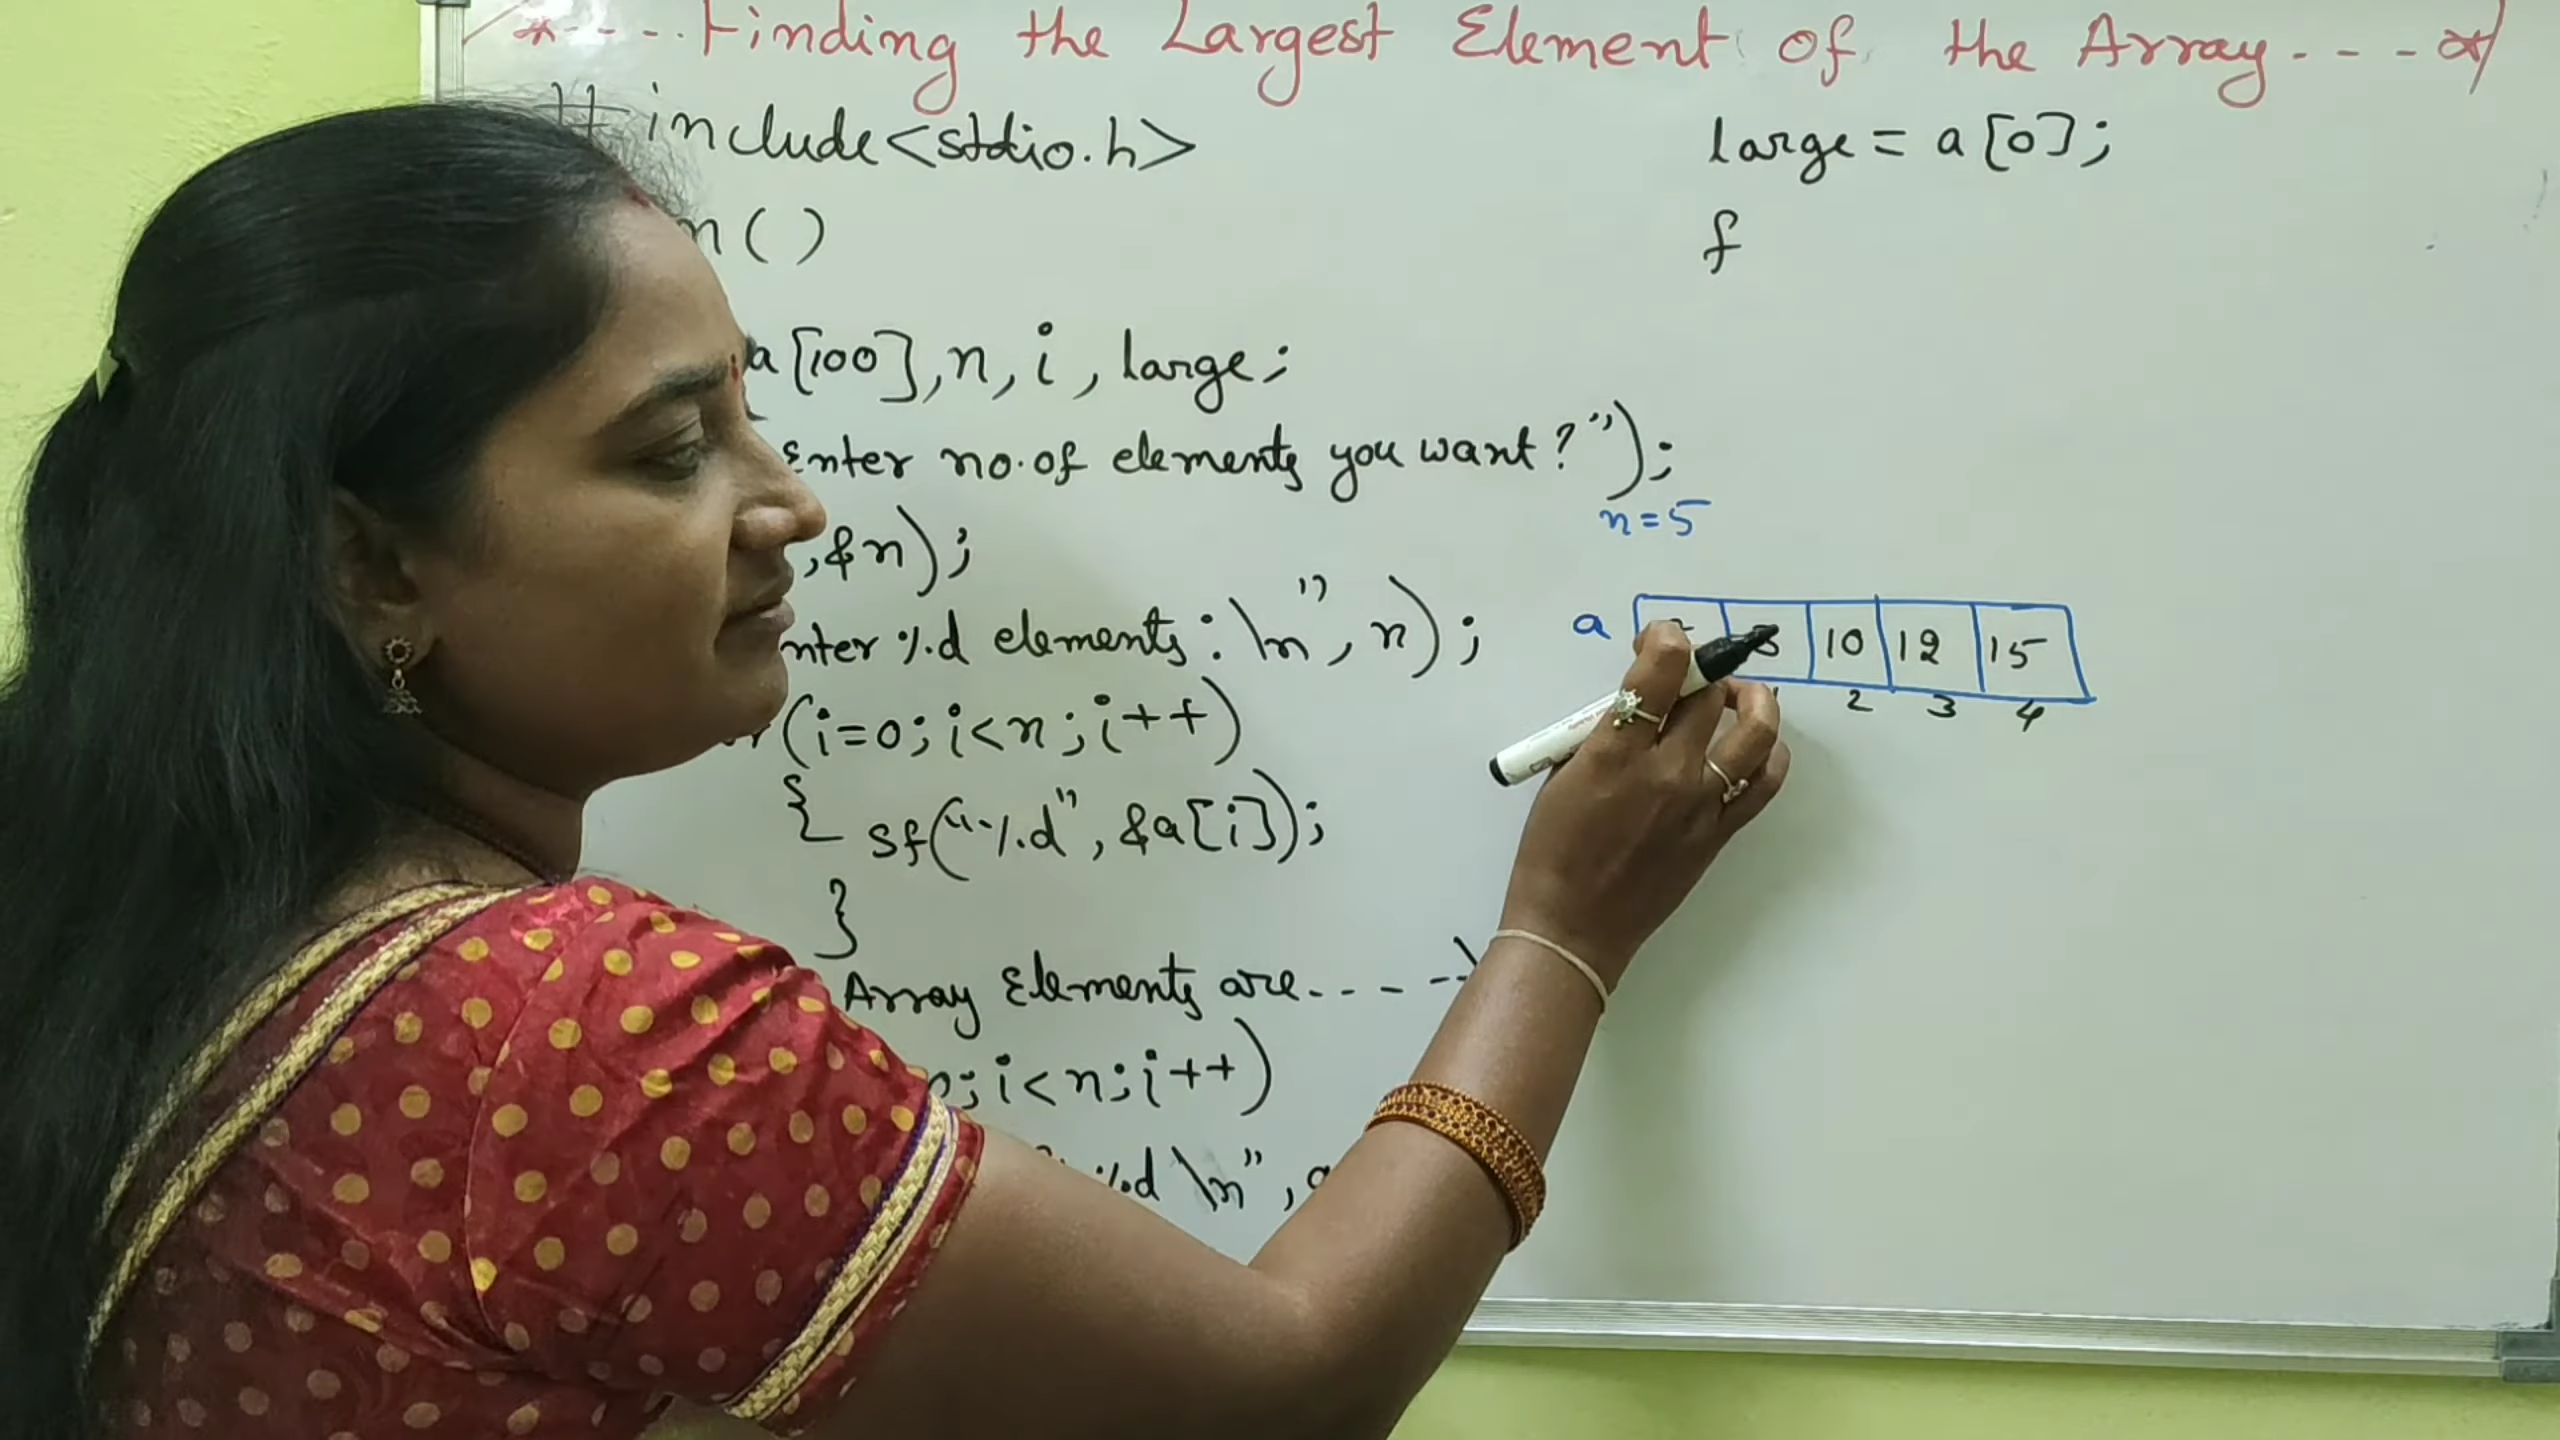 /*---- Finding the Largest Element of the Array ---*/
#include<stdio.h>
n()
a[100],n,i,large;
Enter no.of elements you want?");
,&n);
nter %d elements:\n",n);
r(i=0;i<n;i++)
{ sf("%d",&a[i]);
}
Array Elements are----\
;i<n;i++)
%d\n",a
large=a[0];
f
n=5
a 10 12 15
2 3 4